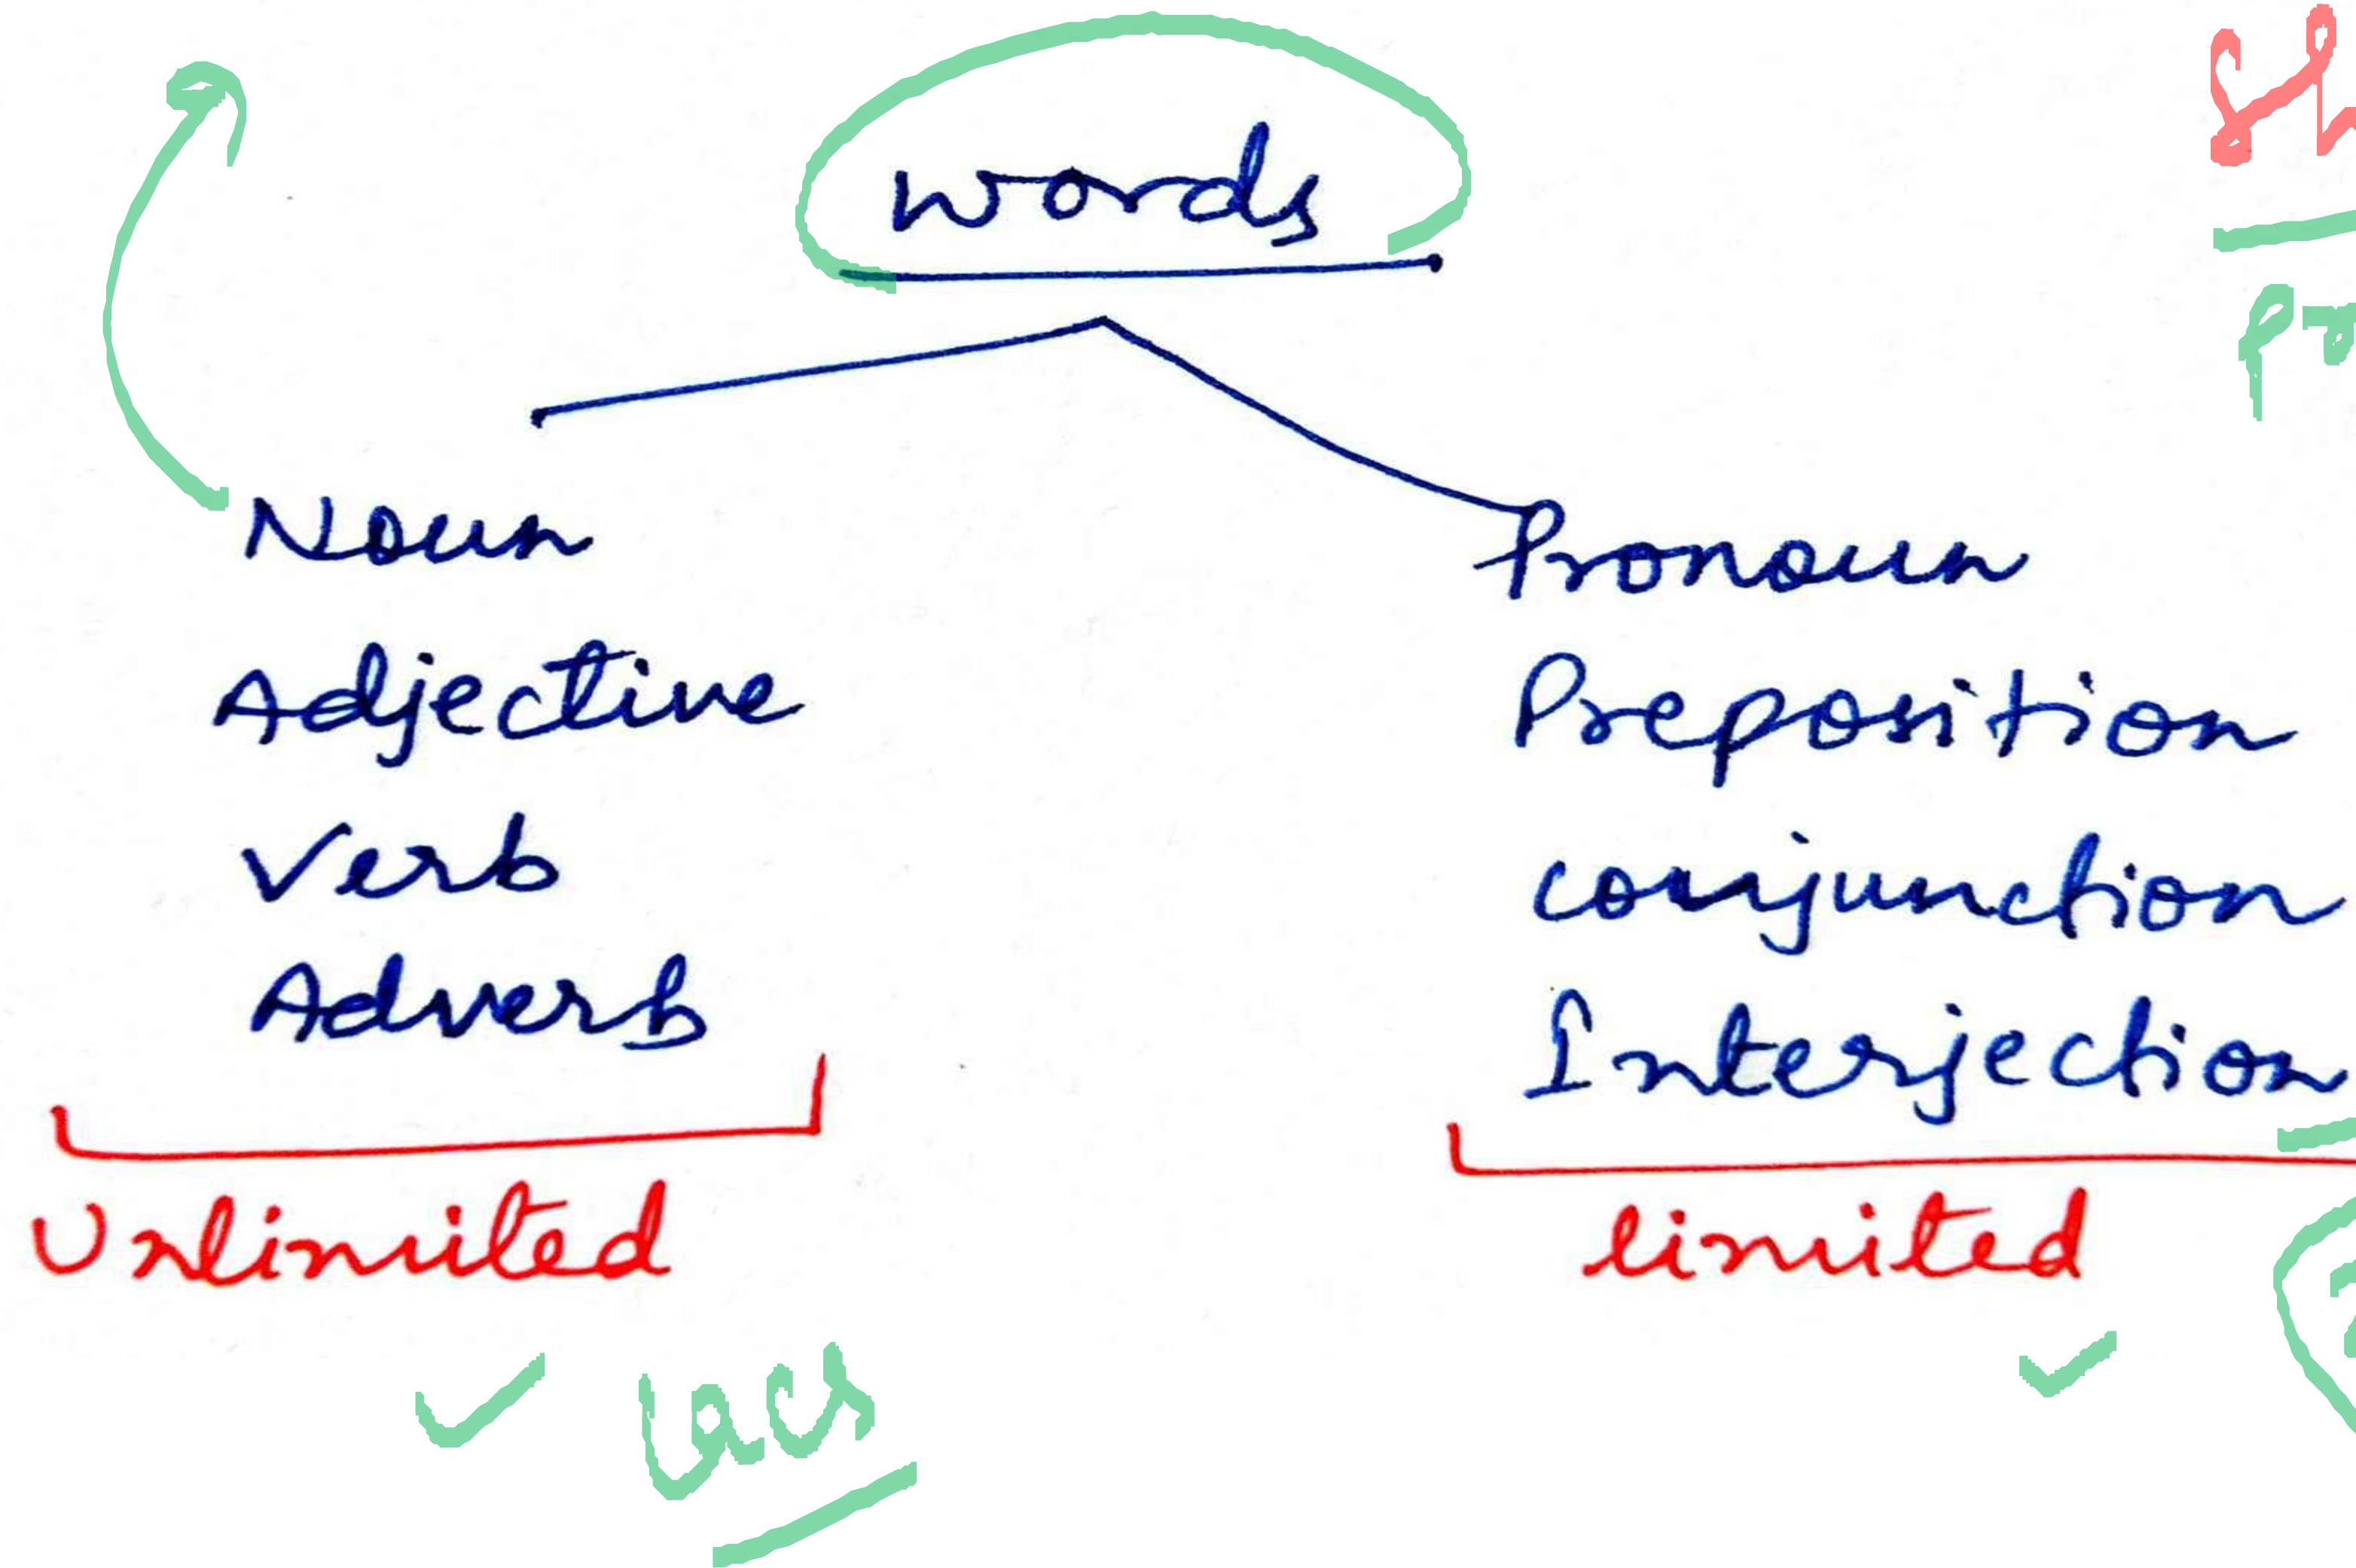 words
Noun
Adjective
Verb
Adverb
Unlimited
Pronoun
Preposition
conjunction
Interjection
limited